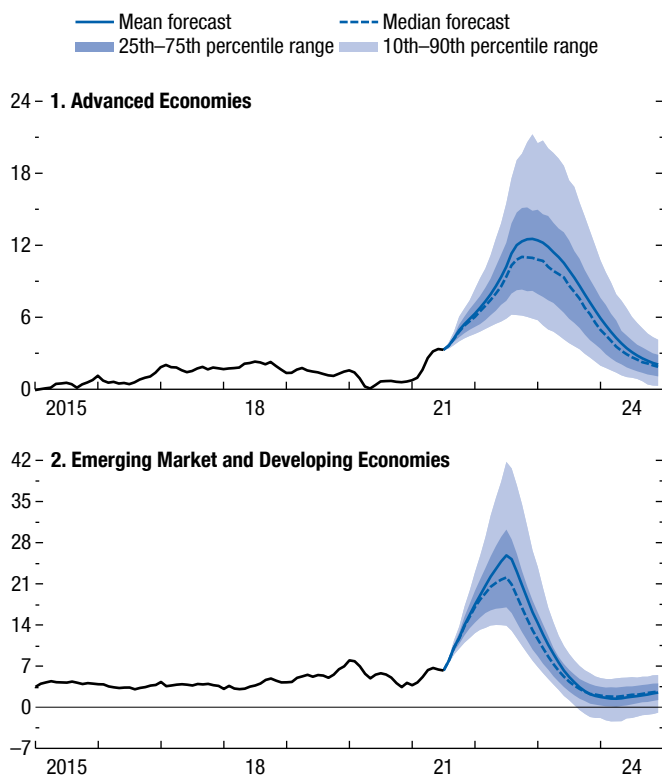 Mean forecast Median forecast
25th–75th percentile range 10th–90th percentile range
1. Advanced Economies
24
18
12
6
0
2015 18 21 24
2. Emerging Market and Developing Economies
42
35
28
21
14
7
0
–7
2015 18 21 24